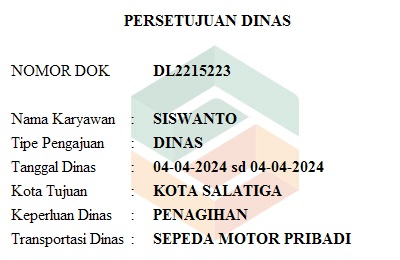 PERSETUJUAN DINAS
NOMOR DOK DL2215223
Nama Karyawan : SISWANTO
Tipe Pengajuan : DINAS
Tanggal Dinas : 04-04-2024 sd 04-04-2024
Kota Tujuan : KOTA SALATIGA
Keperluan Dinas : PENAGIHAN
Transportasi Dinas : SEPEDA MOTOR PRIBADI